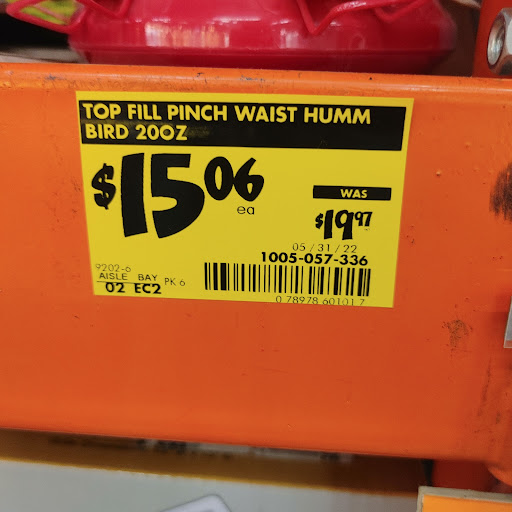 TOP FILL PINCH WAIST HUMM
BIRD 20OZ
$15.06
ea
WAS
$19.97
05/31/22
1005-057-336
9202-6
AISLE BAY PK 6
02 EC2
0 78978 60101 7